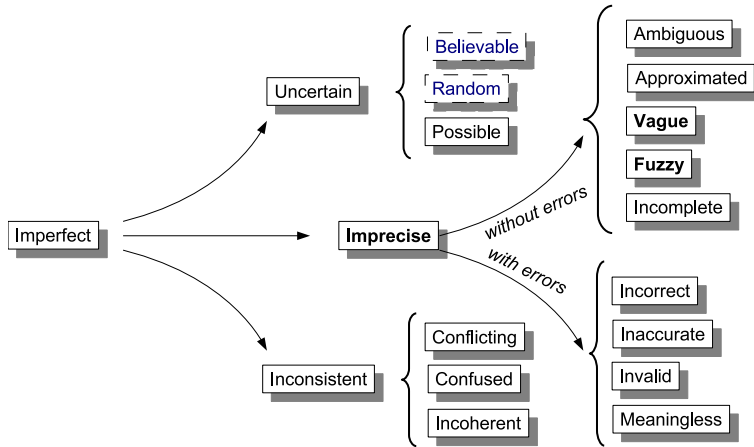 Imperfect
Uncertain
Believable
Random
Possible
Imprecise
without errors
Ambiguous
Approximated
Vague
Fuzzy
Incomplete
with errors
Incorrect
Inaccurate
Invalid
Meaningless
Inconsistent
Conflicting
Confused
Incoherent